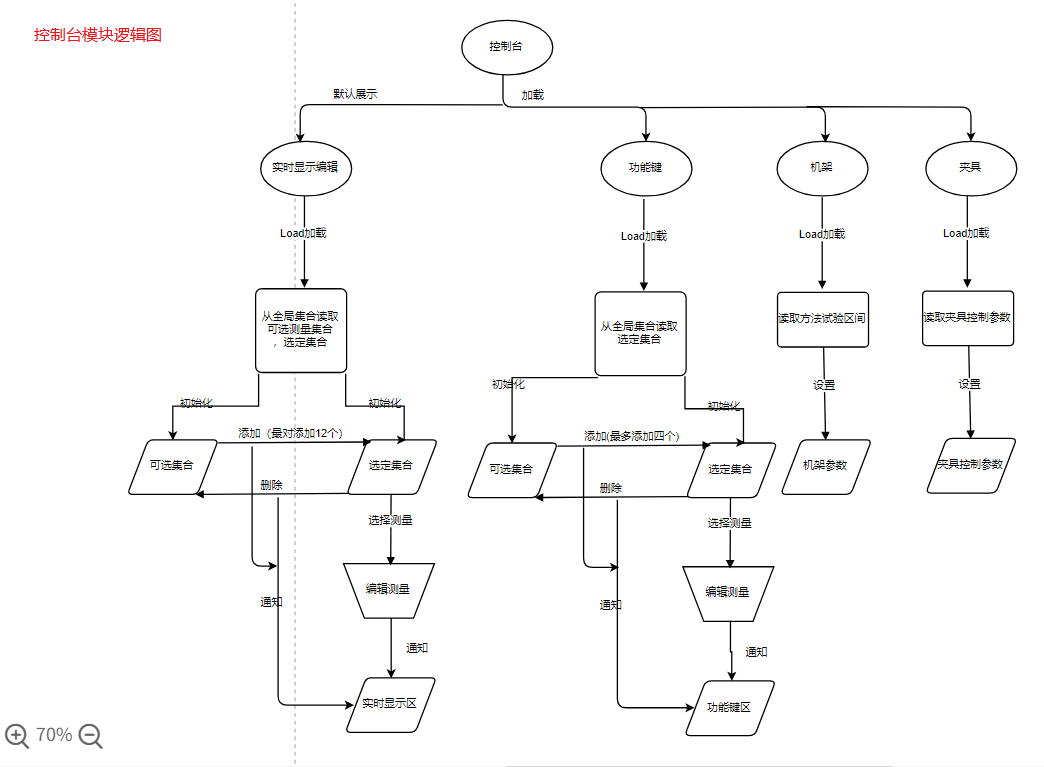 控制台模块逻辑图
控制台
默认展示
加载
实时显示编辑
功能键
机架
夹具
Load加载
Load加载
Load加载
Load加载
从全局集合读取
可选测量集合
，选定集合
从全局集合读取
选定集合
读取方法试验区间
读取夹具控制参数
初始化
初始化
初始化
初始化
设置
设置
添加（最对添加12个）
添加(最多添加四个)
可选集合
选定集合
可选集合
选定集合
机架参数
夹具控制参数
删除
删除
选择测量
选择测量
编辑测量
编辑测量
通知
通知
通知
通知
实时显示区
功能键区
70%